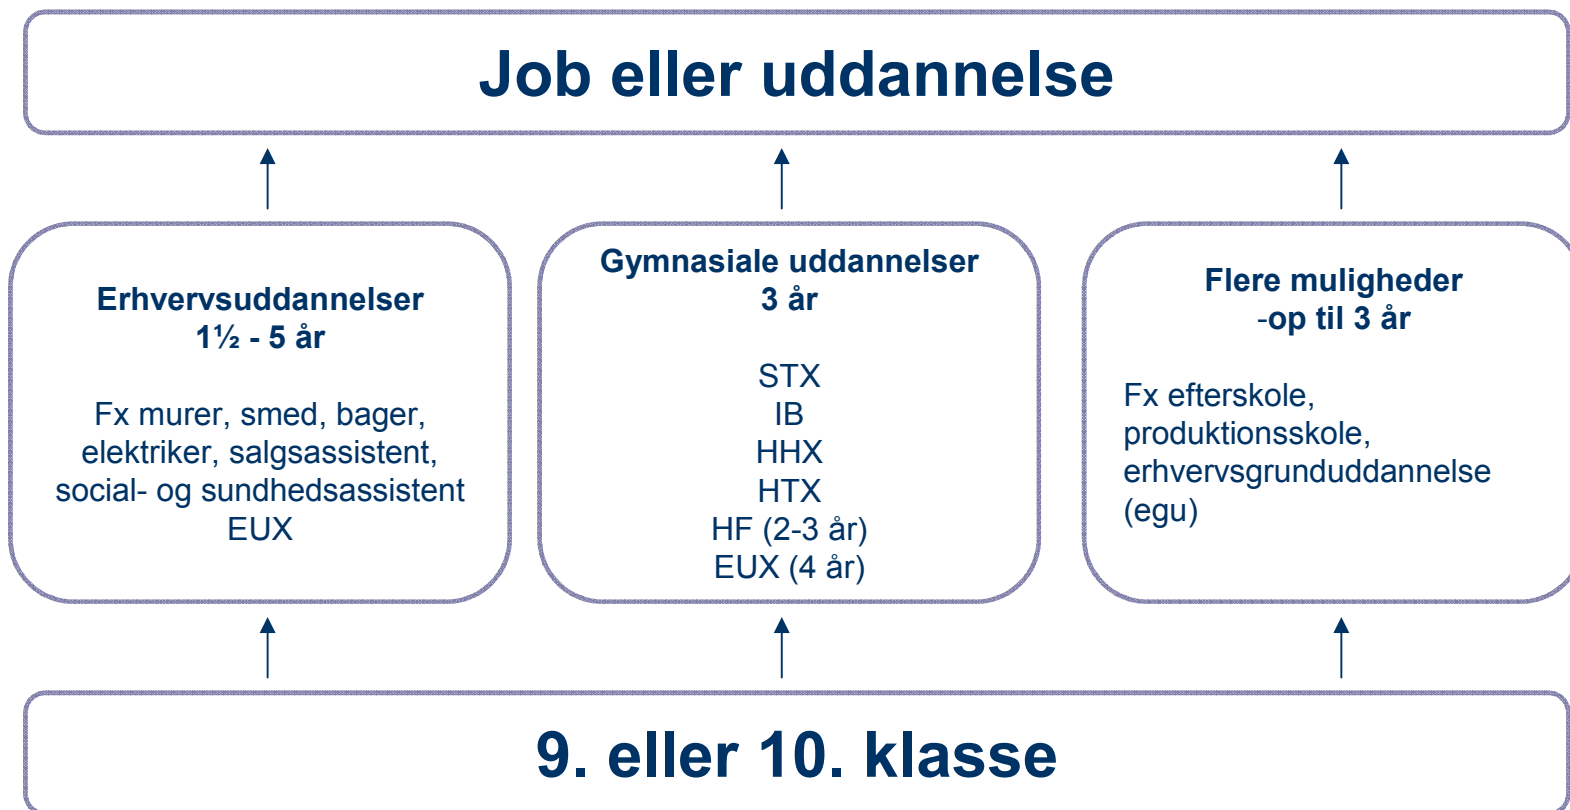 Job eller uddannelse
Erhvervsuddannelser
1½ - 5 år
Fx murer, smed, bager,
elektriker, salgsassistent,
social- og sundhedsassistent
EUX
Gymnasiale uddannelser
3 år
STX
IB
HHX
HTX
HF (2-3 år)
EUX (4 år)
Flere muligheder
-op til 3 år
Fx efterskole,
produktionsskole,
erhvervsgrunduddannelse
(egu)
9. eller 10. klasse